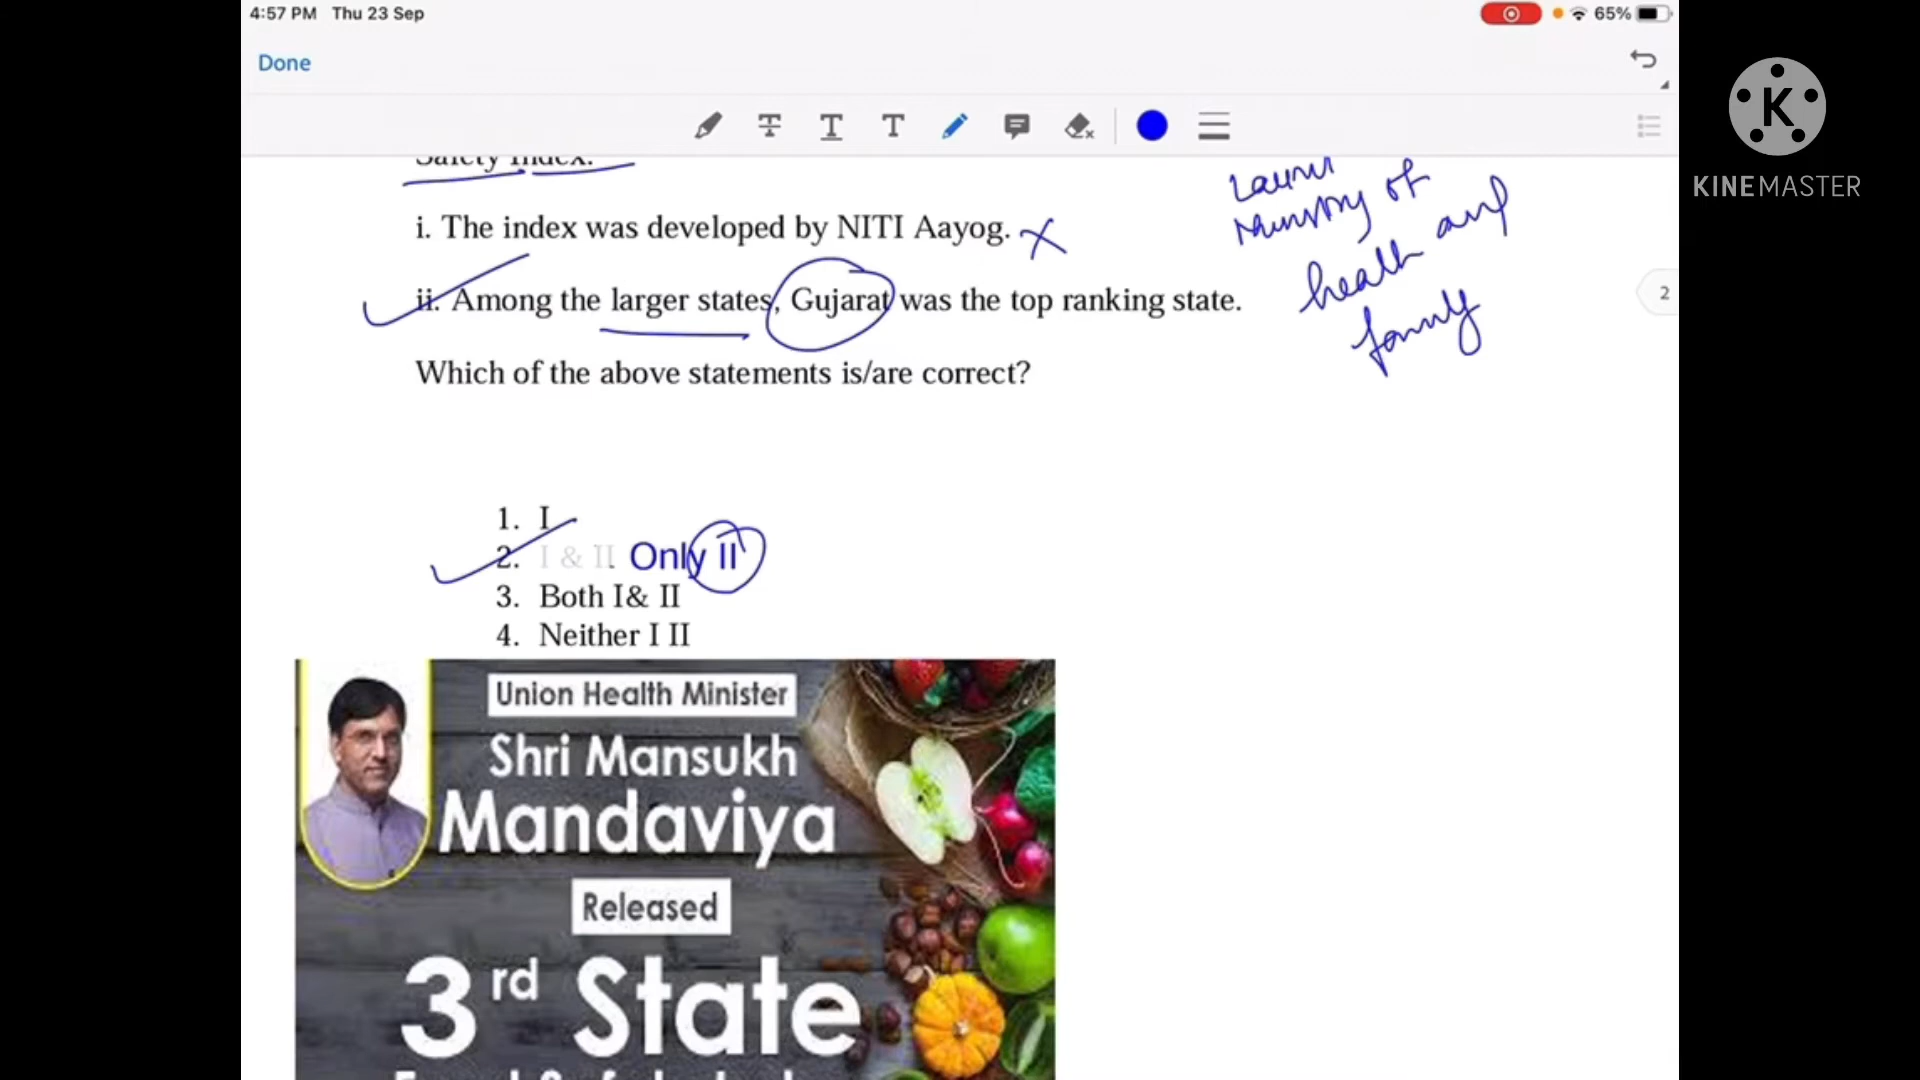 4:57 PM Thu 23 Sep
65%
Done
KINEMASTER
Safety Index.
i. The index was developed by NITI Aayog.
Ministry of
health and
family
ii. Among the larger states, Gujarat was the top ranking state.
2
Which of the above statements is/are correct?
1. I
2. I & II. Only II
3. Both I& II
4. Neither I II
Union Health Minister
Shri Mansukh
Mandaviya
Released
3rd State